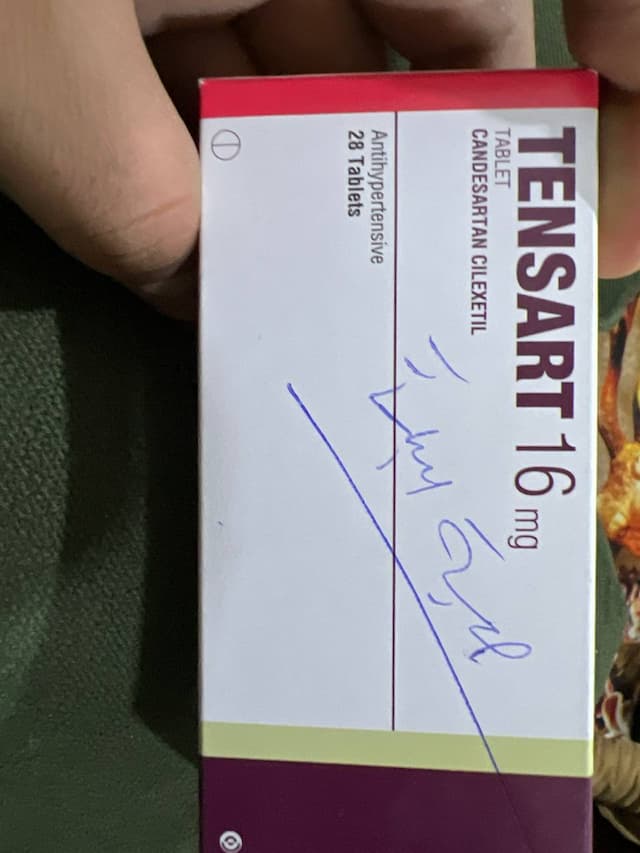 TENSART 16 mg
TABLET
CANDESARTAN CILEXETIL
Antihypertensive
28 Tablets